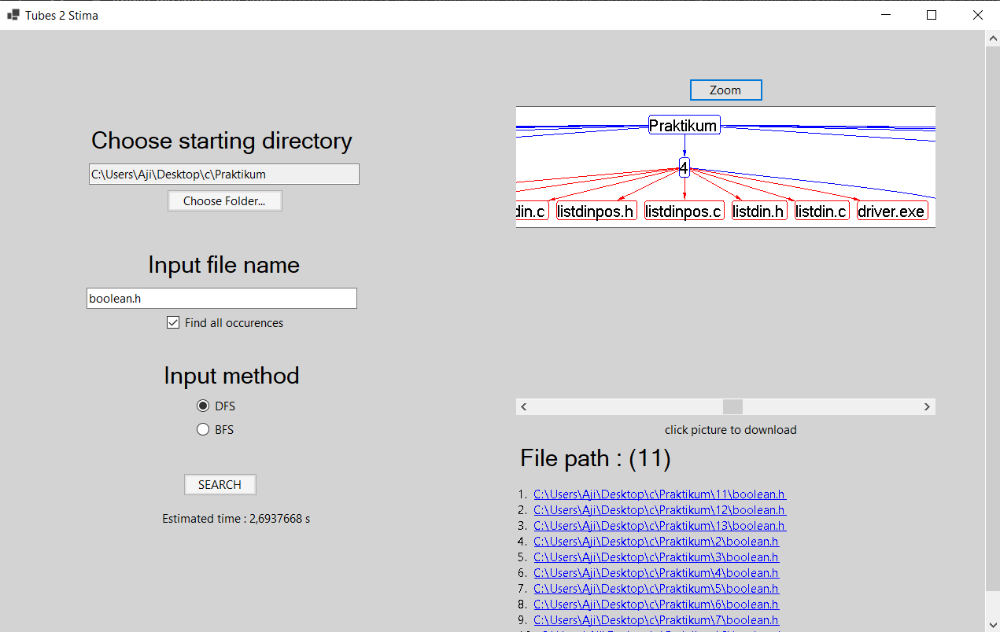 Tubes 2 Stima
Choose starting directory
C:\Users\Aji\Desktop\c\Praktikum
Choose Folder...
Input file name
boolean.h
Find all occurences
Input method
DFS
BFS
SEARCH
Estimated time : 2,6937668 s
Zoom
Praktikum
4
din.c listdinpos.h listdinpos.c listdin.h listdin.c driver.exe
click picture to download
File path : (11)
1. C:\Users\Aji\Desktop\c\Praktikum\11\boolean.h
2. C:\Users\Aji\Desktop\c\Praktikum\12\boolean.h
3. C:\Users\Aji\Desktop\c\Praktikum\13\boolean.h
4. C:\Users\Aji\Desktop\c\Praktikum\2\boolean.h
5. C:\Users\Aji\Desktop\c\Praktikum\3\boolean.h
6. C:\Users\Aji\Desktop\c\Praktikum\4\boolean.h
7. C:\Users\Aji\Desktop\c\Praktikum\5\boolean.h
8. C:\Users\Aji\Desktop\c\Praktikum\6\boolean.h
9. C:\Users\Aji\Desktop\c\Praktikum\7\boolean.h